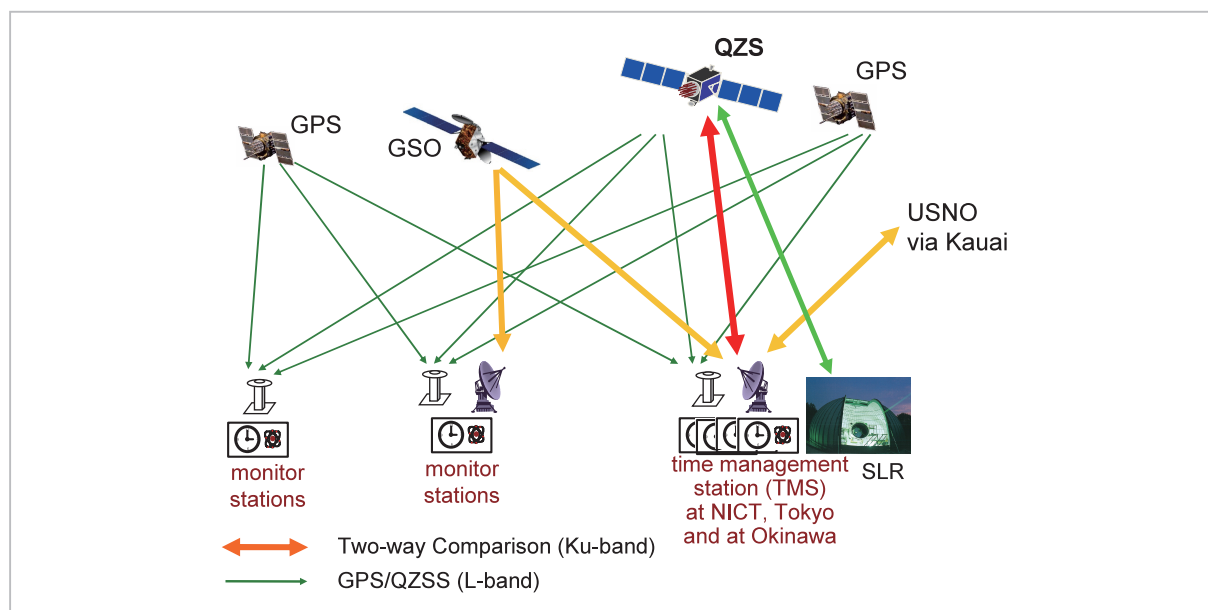 QZS
GPS
GPS
GSO
USNO
via Kauai
monitor
stations
monitor
stations
time management
station (TMS)
at NICT, Tokyo
and at Okinawa
SLR
Two-way Comparison (Ku-band)
GPS/QZSS (L-band)